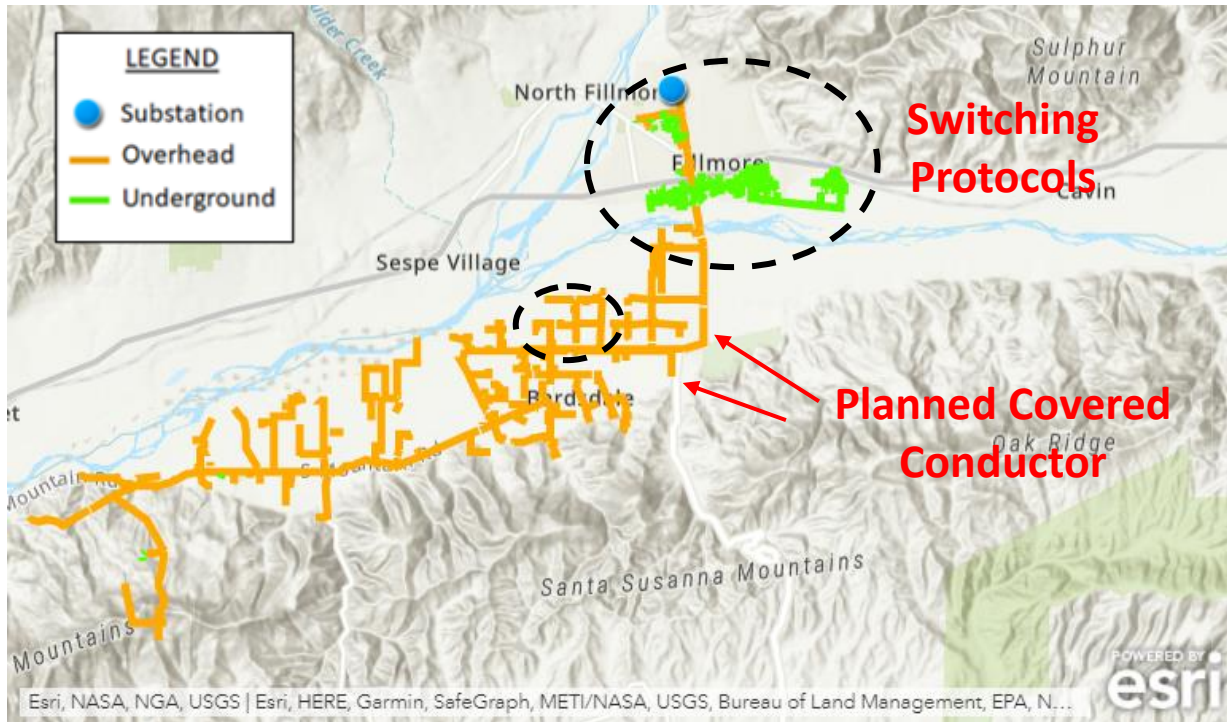 LEGEND
Substation
Overhead
Underground
Sulphur
Mountain
North Fillmore
Switching
Protocols
Fillmore
Cavin
Sespe Village
Bardsdale
Planned Covered
Conductor
Oak Ridge
S Mountain Rd
Mountain
Santa Susanna Mountains
Mountains
POWERED BY
esri
Esri, NASA, NGA, USGS | Esri, HERE, Garmin, SafeGraph, METI/NASA, USGS, Bureau of Land Management, EPA, N...